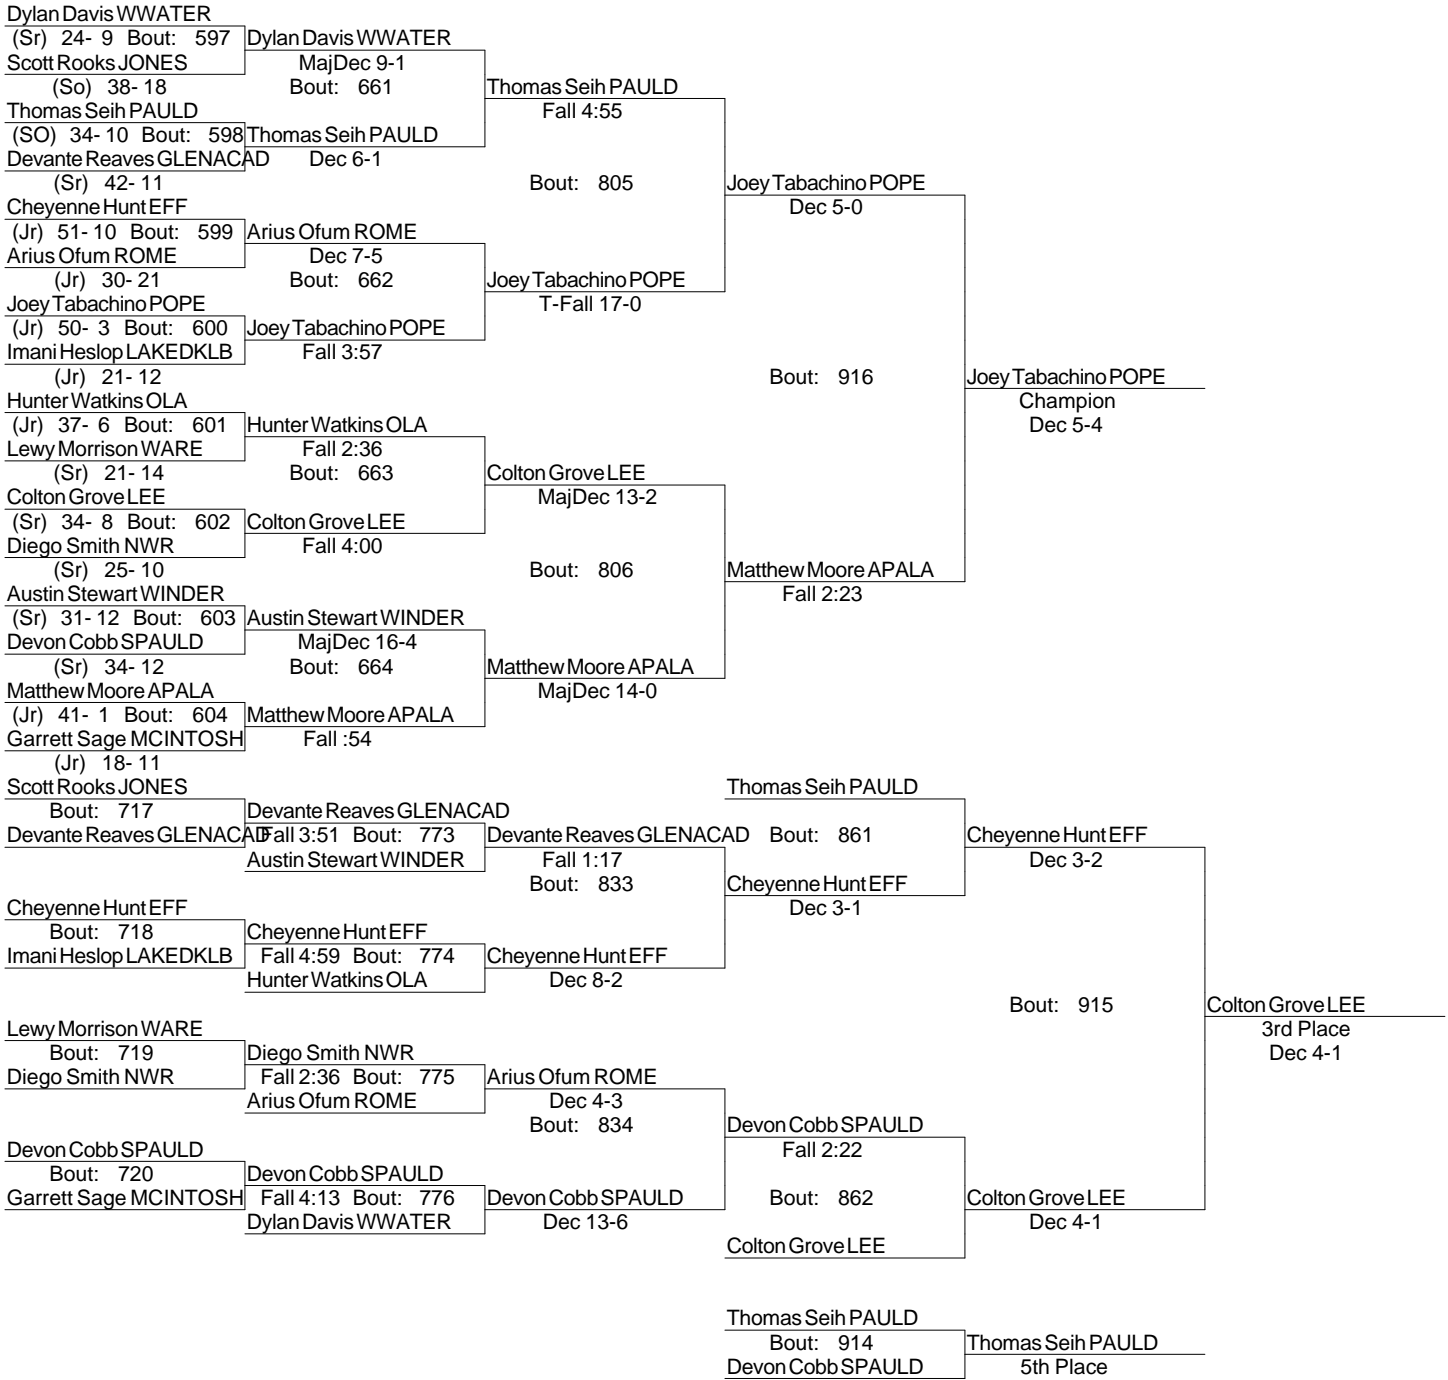 Dylan Davis WWATER
(Sr) 24- 9 Bout: 597 Dylan Davis WWATER
Scott Rooks JONES MajDec 9-1
(So) 38- 18 Bout: 661 Thomas Seih PAULD
Thomas Seih PAULD Fall 4:55
(SO) 34- 10 Bout: 598 Thomas Seih PAULD
Devante Reaves GLENACAD Dec 6-1
(Sr) 42- 11 Bout: 805 Joey Tabachino POPE
Cheyenne Hunt EFF Dec 5-0
(Jr) 51- 10 Bout: 599 Arius Ofum ROME
Arius Ofum ROME Dec 7-5
(Jr) 30- 21 Bout: 662 Joey Tabachino POPE
Joey Tabachino POPE T-Fall 17-0
(Jr) 50- 3 Bout: 600 Joey Tabachino POPE
Imani Heslop LAKEDKLB Fall 3:57
(Jr) 21- 12 Bout: 916 Joey Tabachino POPE
Hunter Watkins OLA Champion
(Jr) 37- 6 Bout: 601 Hunter Watkins OLA Dec 5-4
Lewy Morrison WARE Fall 2:36
(Sr) 21- 14 Bout: 663 Colton Grove LEE
Colton Grove LEE MajDec 13-2
(Sr) 34- 8 Bout: 602 Colton Grove LEE
Diego Smith NWR Fall 4:00
(Sr) 25- 10 Bout: 806 Matthew Moore APALA
Austin Stewart WINDER Fall 2:23
(Sr) 31- 12 Bout: 603 Austin Stewart WINDER
Devon Cobb SPAULD MajDec 16-4
(Sr) 34- 12 Bout: 664 Matthew Moore APALA
Matthew Moore APALA MajDec 14-0
(Jr) 41- 1 Bout: 604 Matthew Moore APALA
Garrett Sage MCINTOSH Fall :54
(Jr) 18- 11
Scott Rooks JONES Thomas Seih PAULD
Bout: 717 Devante Reaves GLENACAD
Devante Reaves GLENACAD Fall 3:51 Bout: 773 Devante Reaves GLENACAD Bout: 861 Cheyenne Hunt EFF
Austin Stewart WINDER Fall 1:17 Dec 3-2
Bout: 833 Cheyenne Hunt EFF
Cheyenne Hunt EFF Dec 3-1
Bout: 718 Cheyenne Hunt EFF
Imani Heslop LAKEDKLB Fall 4:59 Bout: 774 Cheyenne Hunt EFF
Hunter Watkins OLA Dec 8-2
Bout: 915 Colton Grove LEE
Lewy Morrison WARE 3rd Place
Bout: 719 Diego Smith NWR Dec 4-1
Diego Smith NWR Fall 2:36 Bout: 775 Arius Ofum ROME
Arius Ofum ROME Dec 4-3
Bout: 834 Devon Cobb SPAULD
Devon Cobb SPAULD Fall 2:22
Bout: 720 Devon Cobb SPAULD
Garrett Sage MCINTOSH Fall 4:13 Bout: 776 Devon Cobb SPAULD Bout: 862 Colton Grove LEE
Dylan Davis WWATER Dec 13-6 Dec 4-1
Colton Grove LEE
Thomas Seih PAULD
Bout: 914 Thomas Seih PAULD
Devon Cobb SPAULD 5th Place